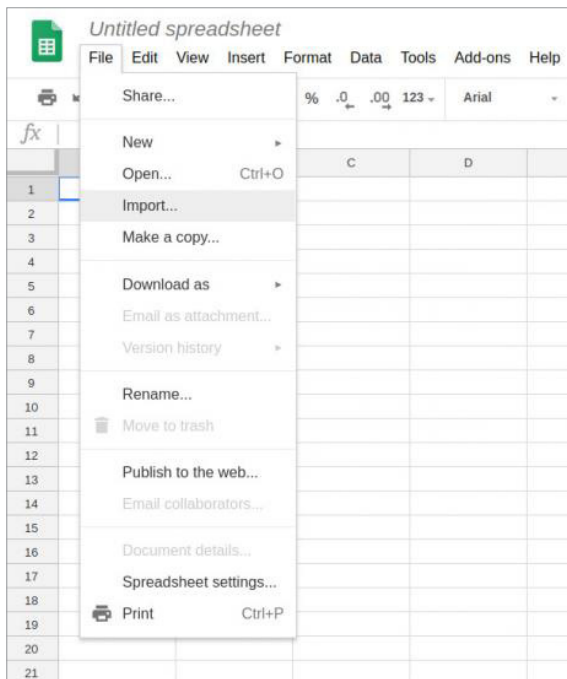 Untitled spreadsheet
File Edit View Insert Format Data Tools Add-ons Help
Share... % .0 .00 123 Arial
fx
New
C D
Open... Ctrl+O
1
Import...
2
Make a copy...
3
4
Download as
5
Email as attachment...
6
Version history
7
8
9
Rename...
10
Move to trash
11
12
Publish to the web...
13
Email collaborators...
14
15
Document details...
16
Spreadsheet settings...
17
18
Print Ctrl+P
19
20
21